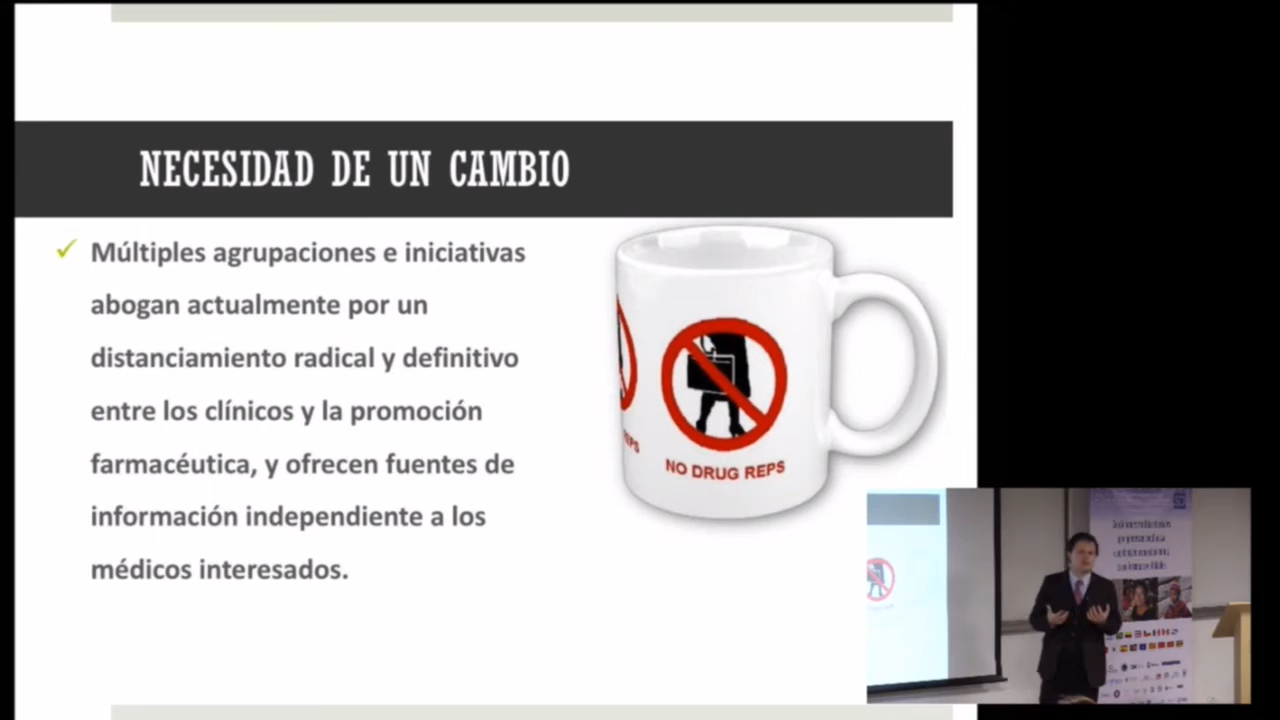 NECESIDAD DE UN CAMBIO
✓ Múltiples agrupaciones e iniciativas
abogan actualmente por un
distanciamiento radical y definitivo
entre los clínicos y la promoción
farmacéutica, y ofrecen fuentes de
información independiente a los
médicos interesados.
REPS
NO DRUG REPS